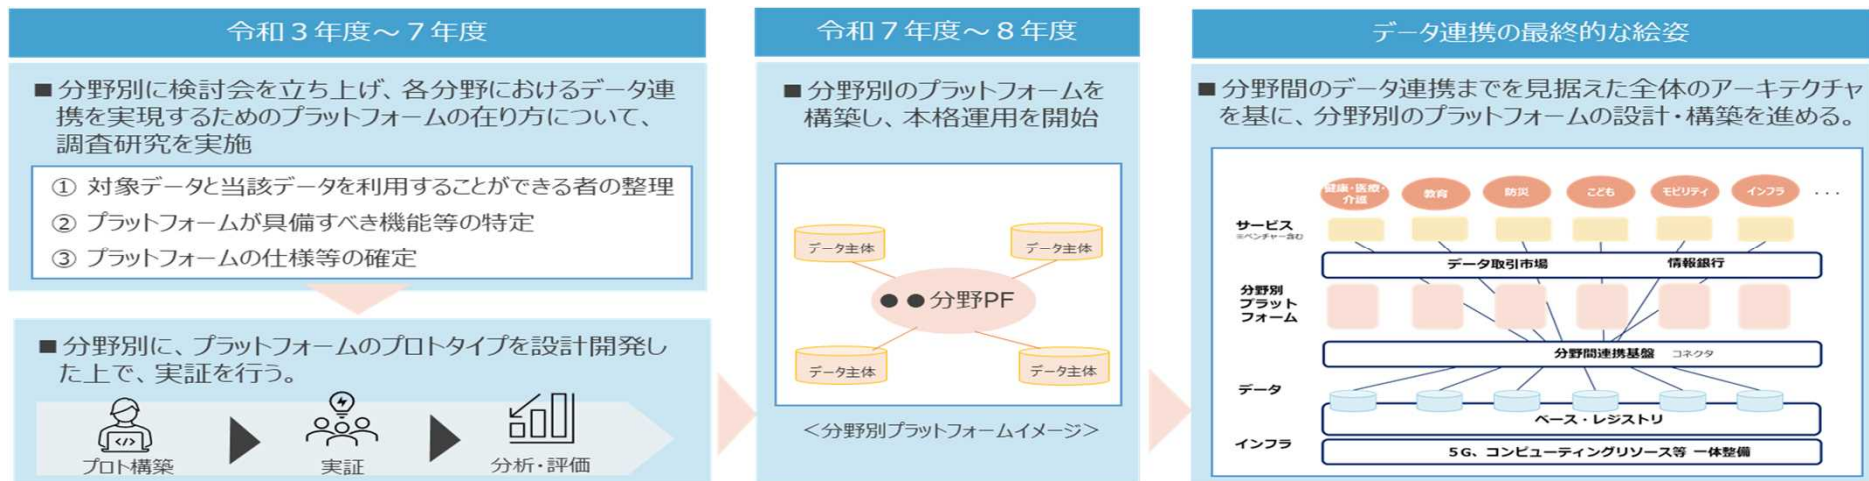 令和３年度～７年度
■分野別に検討会を立ち上げ、各分野におけるデータ連
携を実現するためのプラットフォームの在り方について、
調査研究を実施
① 対象データと当該データを利用することができる者の整理
② プラットフォームが具備すべき機能等の特定
③ プラットフォームの仕様等の確定
■分野別に、プラットフォームのプロトタイプを設計開発し
た上で、実証を行う。
</>
プロト構築
実証
分析・評価
令和７年度～８年度
■分野別のプラットフォームを
構築し、本格運用を開始
データ主体
データ主体
●●分野PF
データ主体
データ主体
＜分野別プラットフォームイメージ＞
データ連携の最終的な絵姿
■分野間のデータ連携までを見据えた全体のアーキテクチャ
を基に、分野別のプラットフォームの設計・構築を進める。
健康・医療・
介護
教育
防災
こども
モビリティ
インフラ
・・・
サービス
※ベンチャー含む
データ取引市場
情報銀行
分野別
プラット
フォーム
分野間連携基盤 コネクタ
データ
ベース・レジストリ
インフラ
５G、コンピューティングリソース等 一体整備